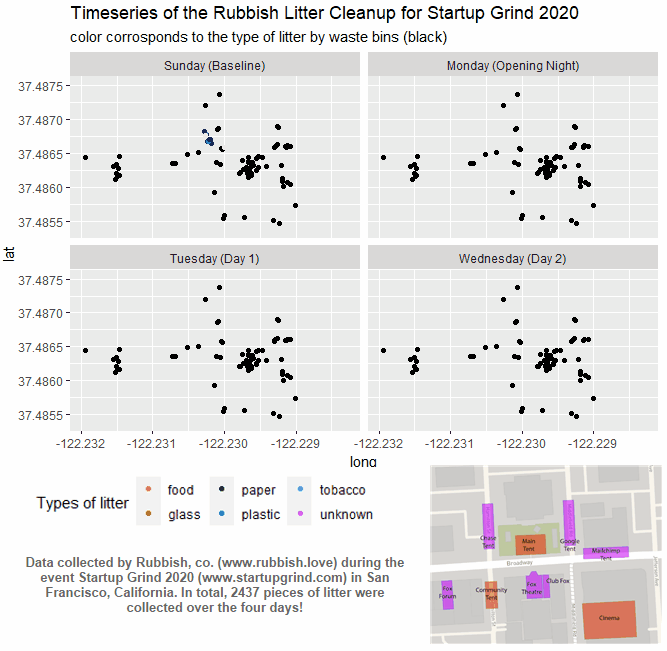 Timeseries of the Rubbish Litter Cleanup for Startup Grind 2020
color corrosponds to the type of litter by waste bins (black)
Sunday (Baseline)
Monday (Opening Night)
37.4875
37.4870
37.4865
37.4860
37.4855
Tuesday (Day 1)
Wednesday (Day 2)
lat
37.4875
37.4870
37.4865
37.4860
37.4855
-122.232 -122.231 -122.230 -122.229 -122.232 -122.231 -122.230 -122.229
long
Types of litter
food paper tobacco
glass plastic unknown
Data collected by Rubbish, co. (www.rubbish.love) during the
event Startup Grind 2020 (www.startupgrind.com) in San
Francisco, California. In total, 2437 pieces of litter were
collected over the four days!
Chase
Tent
Main
Tent
Google
Tent
Mailchimp
Tent
Broadway
Fox
Forum
Community
Tent
Fox
Theatre
Club Fox
Cinema